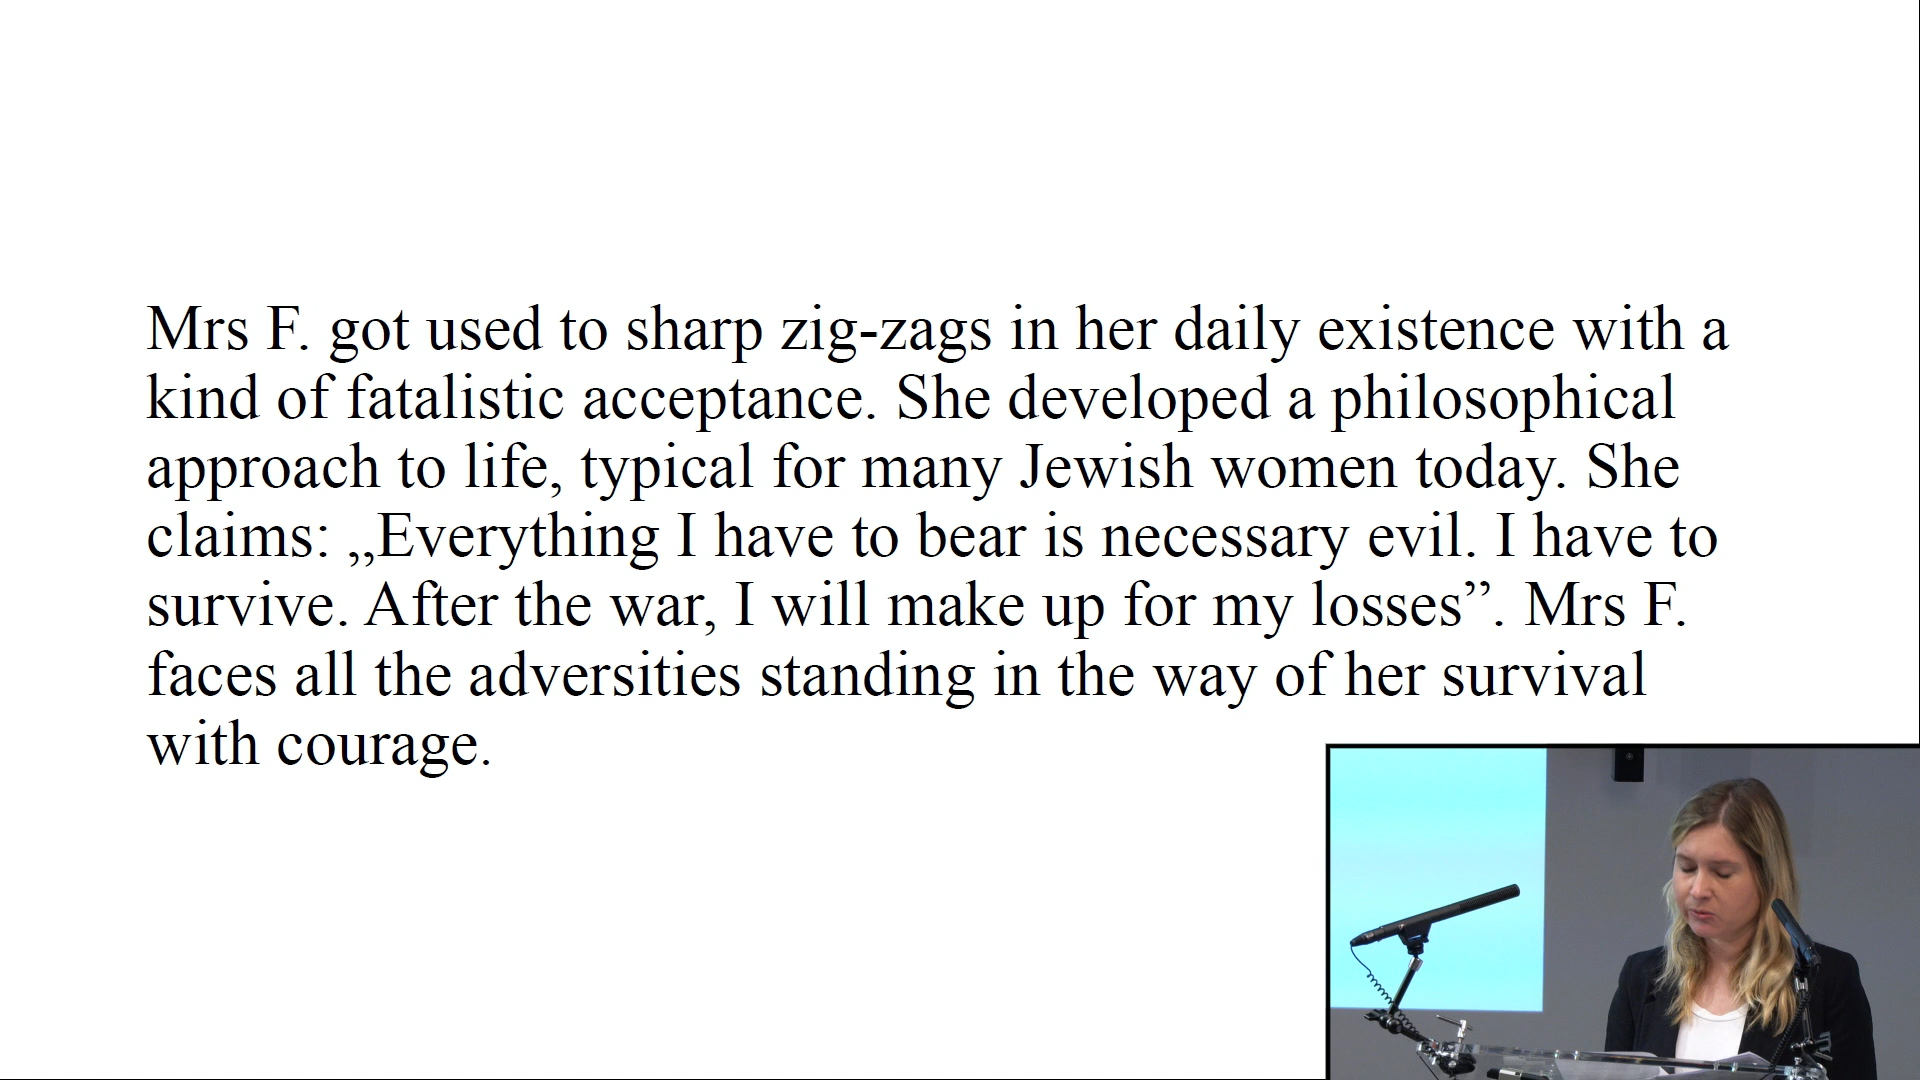 Mrs F. got used to sharp zig-zags in her daily existence with a
kind of fatalistic acceptance. She developed a philosophical
approach to life, typical for many Jewish women today. She
claims: „Everything I have to bear is necessary evil. I have to
survive. After the war, I will make up for my losses”. Mrs F.
faces all the adversities standing in the way of her survival
with courage.